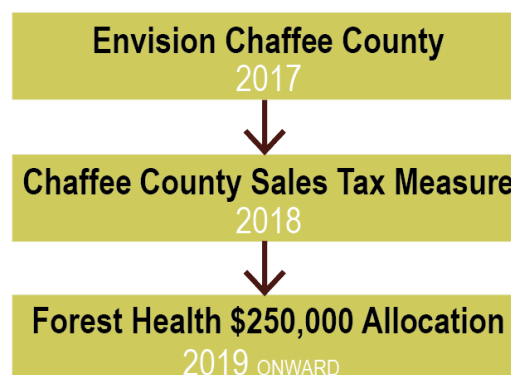 Envision Chaffee County
2017
Chaffee County Sales Tax Measure
2018
Forest Health $250,000 Allocation
2019 ONWARD